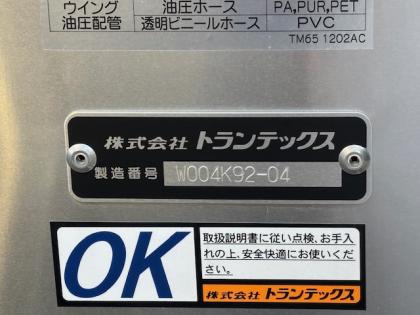 ウイング 油圧ホース PA,PUR,PET
油圧配管 透明ビニールホース PVC
TM65 1202AC
株式会社 トランテックス
製造番号 W004K92-04
OK
取扱説明書に従い点検、お手入
れの上、安全快適にお使いくだ
さい。
株式会社 トランテックス